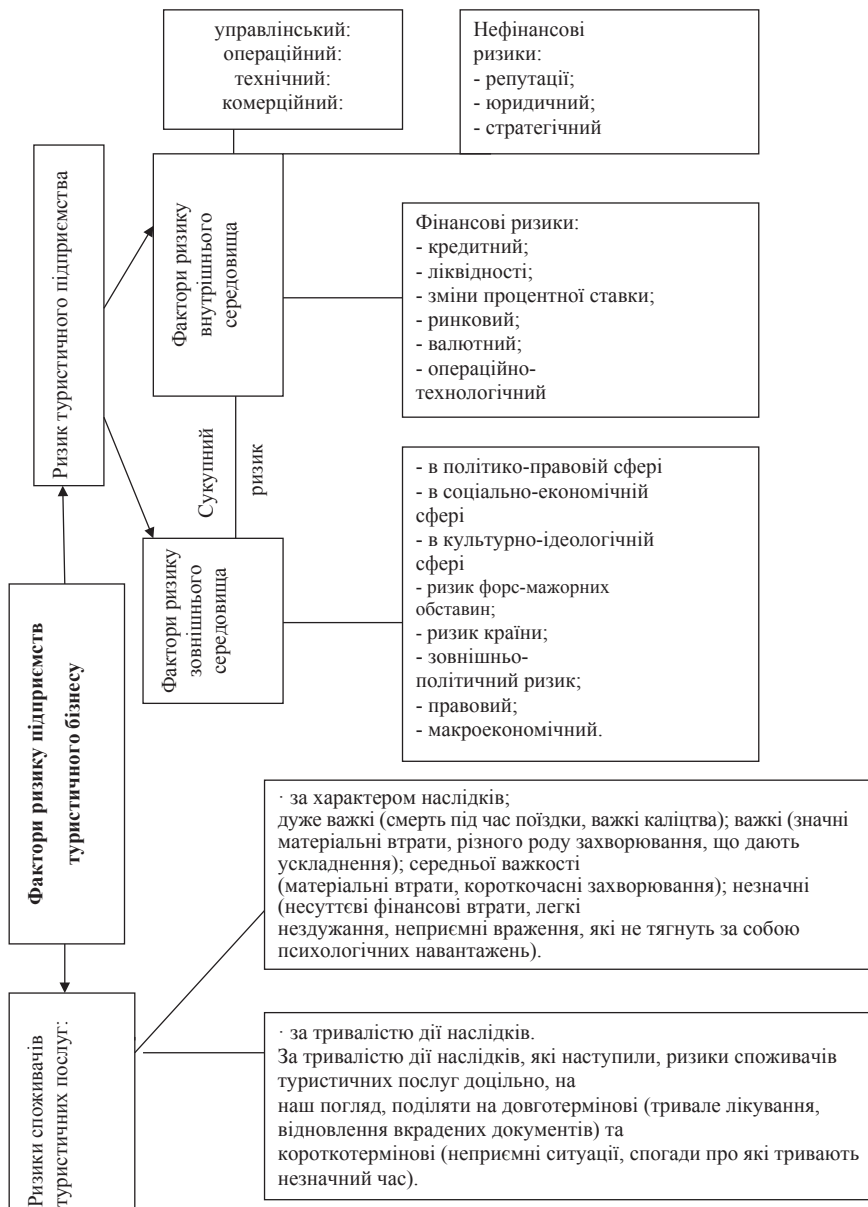 управлінський:
операційний:
технічний:
комерційний:
Нефінансові
ризики:
- репутації;
- юридичний;
- стратегічний
Ризик туристичного підприємства
Фактори ризику
внутрішнього
середовища
Фінансові ризики:
- кредитний;
- ліквідності;
- зміни процентної ставки;
- ринковий;
- валютний;
- операційно-
технологічний
Сукупний
ризик
Фактори ризику
зовнішнього
середовища
- в політико-правовій сфері
- в соціально-економічній
сфері
- в культурно-ідеологічній
сфері
- ризик форс-мажорних
обставин;
- ризик країни;
- зовнішньо-
політичний ризик;
- правовий;
- макроекономічний.
Фактори ризику підприємств
туристичного бізнесу
· за характером наслідків;
дуже важкі (смерть під час поїздки, важкі каліцтва); важкі (значні
матеріальні втрати, різного роду захворювання, що дають
ускладнення); середньої важкості
(матеріальні втрати, короткочасні захворювання); незначні
(несуттєві фінансові втрати, легкі
нездужання, неприємні враження, які не тягнуть за собою
психологічних навантажень).
Ризики споживачів
туристичних послуг:
· за тривалістю дії наслідків.
За тривалістю дії наслідків, які наступили, ризики споживачів
туристичних послуг доцільно, на
наш погляд, поділяти на довготермінові (тривале лікування,
відновлення вкрадених документів) та
короткотермінові (неприємні ситуації, спогади про які тривають
незначний час).